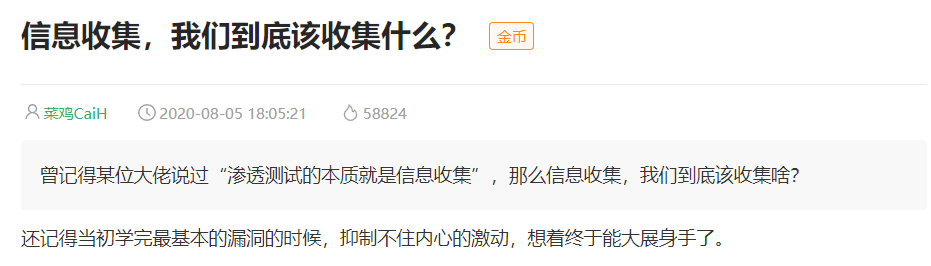 信息收集，我们到底该收集什么？ 金币
菜鸡CaiH 2020-08-05 18:05:21 58824
曾记得某位大佬说过“渗透测试的本质就是信息收集”，那么信息收集，我们到底该收集啥？
还记得当初学完最基本的漏洞的时候，抑制不住内心的激动，想着终于能大展身手了。